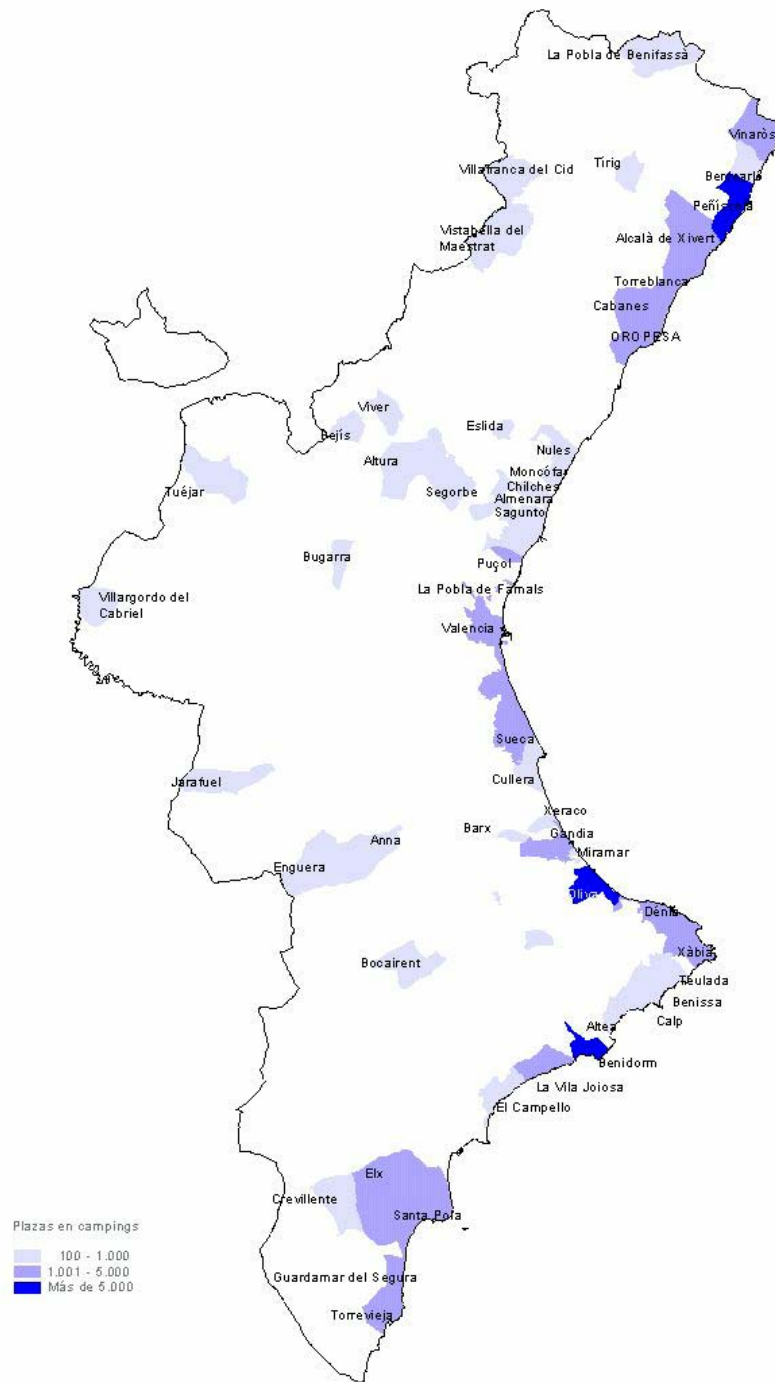 La Pobla de Benifassà
Vinaròs
Tírig
Villafranca del Cid
Benicarló
Peñíscola
Vistabella del
Maestrat
Alcalà de Xivert
Torreblanca
Cabanes
OROPESA
Viver
Eslida
Bejís
Nules
Altura
Moncófar
Chilches
Tuéjar
Segorbe
Almenara
Sagunto
Bugarra
Puçol
La Pobla de Farnals
Villargordo del
Cabriel
Valencia
Sueca
Jarafuel
Cullera
Xeraco
Barx
Gandia
Anna
Miramar
Enguera
Oliva
Dénia
Xàbia
Bocairent
Teulada
Benissa
Calp
Altea
Benidorm
La Vila Joiosa
El Campello
Elx
Crevillente
Santa Pola
Plazas en campings
100 - 1.000
1.001 - 5.000
Más de 5.000
Guardamar del Segura
Torrevieja